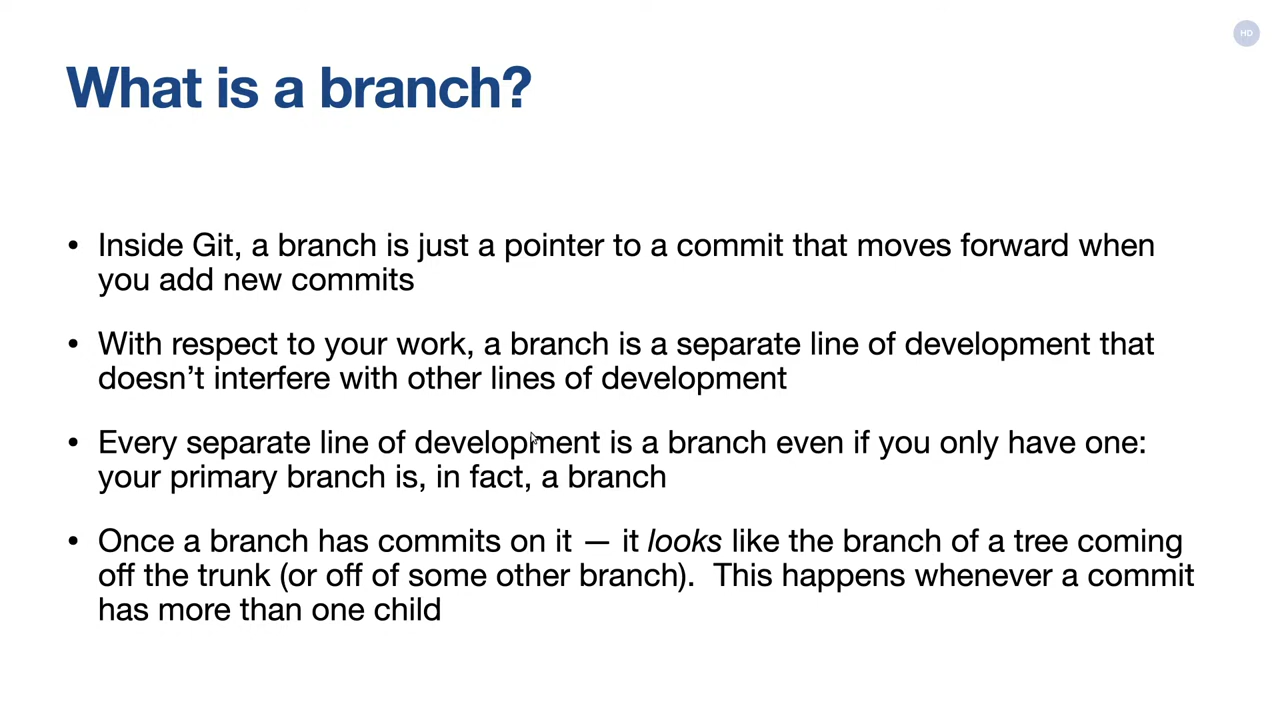 HD
What is a branch?
• Inside Git, a branch is just a pointer to a commit that moves forward when
you add new commits
• With respect to your work, a branch is a separate line of development that
doesn’t interfere with other lines of development
• Every separate line of development is a branch even if you only have one:
your primary branch is, in fact, a branch
• Once a branch has commits on it — it looks like the branch of a tree coming
off the trunk (or off of some other branch).  This happens whenever a commit
has more than one child